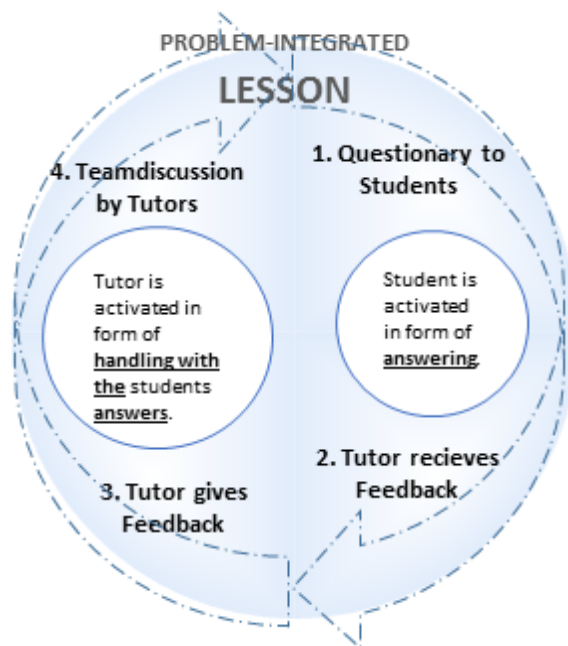 PROBLEM-INTEGRATED
LESSON
1. Questionary to
Students
Student is
activated
in form of
answering.
2. Tutor recieves
Feedback
3. Tutor gives
Feedback
4. Teamdiscussion
by Tutors
Tutor is
activated in
form of
handling with
the students
answers.